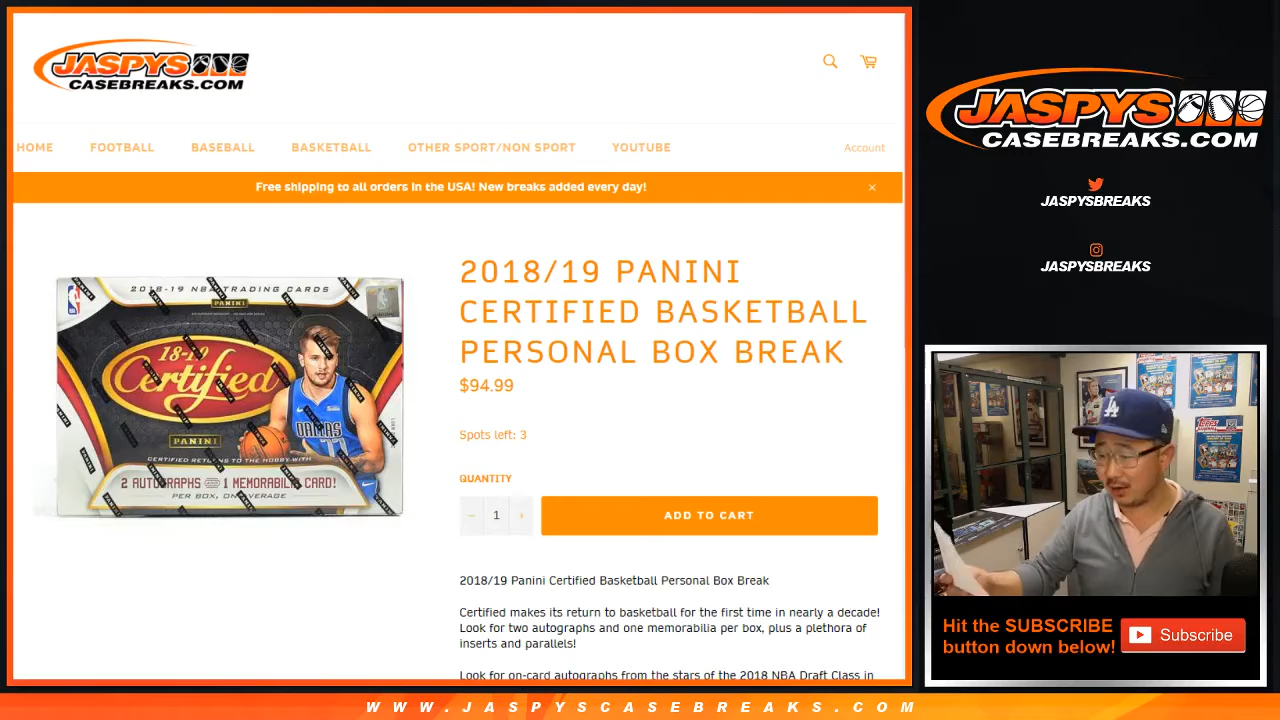 JASPYS
CASEBREAKS.COM
HOME
FOOTBALL
BASEBALL
BASKETBALL
OTHER SPORT/NON SPORT
YOUTUBE
Account
Free shipping to all orders in the USA! New breaks added every day!
2018-19 NBA TRADING CARDS
PANINI
18-19
Certified
PANINI
DALLAS
CERTIFIED RETURNS TO THE HOBBY WITH
2 AUTOGRAPHS AND 1 MEMORABILIA CARD!
PER BOX, ON AVERAGE
2018/19 PANINI
CERTIFIED BASKETBALL
PERSONAL BOX BREAK
$94.99
Spots left: 3
QUANTITY
− 1 +
ADD TO CART
2018/19 Panini Certified Basketball Personal Box Break
Certified makes its return to basketball for the first time in nearly a decade!
Look for two autographs and one memorabilia per box, plus a plethora of
inserts and parallels!
Look for on-card autographs from the stars of the 2018 NBA Draft Class in
JASPYS
CASEBREAKS.COM
JASPYSBREAKS
JASPYSBREAKS
LA
TOPPS
Hit the SUBSCRIBE
button down below!
Subscribe
WWW.JASPYSCASEBREAKS.COM